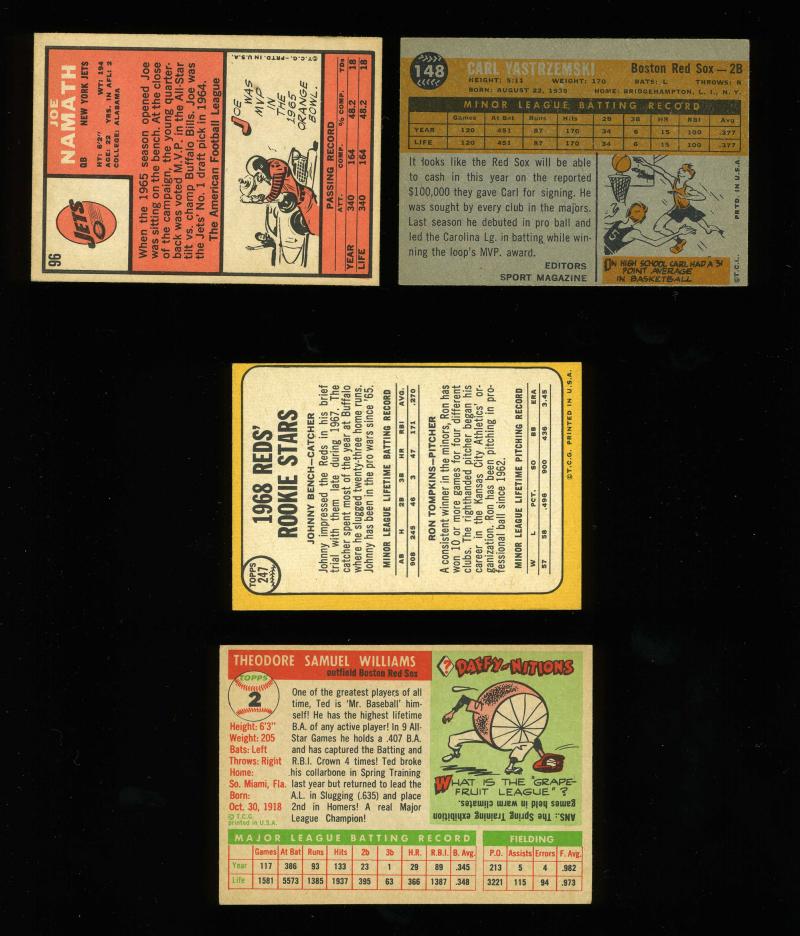 JOE
NAMATH
QB NEW YORK JETS
HT: 6'2" WT: 194
AGE: 22 YRS. IN AFL: 2
COLLEGE: ALABAMA
JETS
96
When the 1965 season opened Joe
was sitting on the bench. At the close
of the campaign, the young quarter-
back was voted M.V.P. in the All-Star
tilt vs. champ Buffalo Bills. Joe was
the Jets' No. 1 draft pick in 1964.
The American Football League
©T.C.G.-PRTD. IN U.S.A.
JOE WAS
MVP
IN
THE
1965
ORANGE
BOWL.
PASSING RECORD
ATT. COMP. % COMP. TDs
YEAR 340 164 48.2 18
LIFE 340 164 48.2 18
148
CARL YASTRZEMSKI Boston Red Sox—2B
HEIGHT: 5:11 WEIGHT: 170 BATS: L THROWS: R
BORN: AUGUST 22, 1939 HOME: BRIDGEHAMPTON, L. I., N. Y.
MINOR LEAGUE BATTING RECORD
Games At Bat Runs Hits 2B 3B HR RBI Avg
YEAR 120 451 87 170 34 6 15 100 .377
LIFE 120 451 87 170 34 6 15 100 .377
It looks like the Red Sox will be able
to cash in this year on the reported
$100,000 they gave Carl for signing. He
was sought by every club in the majors.
Last season he debuted in pro ball and
led the Carolina Lg. in batting while win-
ning the loop's MVP. award.
EDITORS
SPORT MAGAZINE
5
IN HIGH SCHOOL CARL HAD A 31
POINT AVERAGE
IN BASKETBALL
©T.C.G. PRTD. IN U.S.A.
TOPPS
247
1968 REDS'
ROOKIE STARS
JOHNNY BENCH—CATCHER
Johnny impressed the Reds in his brief
trial with them late during 1967. The
catcher spent most of the year at Buffalo
where he slugged twenty-three home runs.
Johnny has been in the pro wars since '65.
MINOR LEAGUE LIFETIME BATTING RECORD
AB H 2B 3B HR RBI AVG.
908 245 46 3 47 171 .270
RON TOMPKINS—PITCHER
A consistent winner in the minors, Ron has
won 10 or more games for four different
clubs. The righthanded pitcher began his
career in the Kansas City Athletics' or-
ganization. Ron has been pitching in pro-
fessional ball since 1962.
MINOR LEAGUE LIFETIME PITCHING RECORD
W L PCT. SO BB ERA
57 58 .496 900 436 3.45
©T.C.G. PRINTED IN U.S.A.
THEODORE SAMUEL WILLIAMS
outfield Boston Red Sox
TOPPS
2
Height: 6'3"
Weight: 205
Bats: Left
Throws: Right
Home:
So. Miami, Fla.
Born:
Oct. 30, 1918
© T.C.G.
printed in U.S.A.
One of the greatest players of all
time, Ted is 'Mr. Baseball' him-
self! He has the highest lifetime
B.A. of any active player! In 9 All-
Star Games he holds a .407 B.A.
and has captured the Batting and
R.B.I. Crown 4 times! Ted broke
his collarbone in Spring Training
last year but returned to lead the
A.L. in Slugging (.635) and place
2nd in Homers! A real Major
League Champion!
? DAFFY-NITIONS
WHAT IS THE "GRAPE-
FRUIT LEAGUE"?
ANS.: The Spring Training exhibition
games held in warm climates.
MAJOR LEAGUE BATTING RECORD
Games At Bat Runs Hits 2b 3b H.R. R.B.I. B. Avg.
Year 117 386 93 133 23 1 29 89 .345
Life 1581 5573 1385 1937 395 63 366 1387 .348
FIELDING
P.O. Assists Errors F. Avg.
213 5 4 .982
3221 115 94 .973